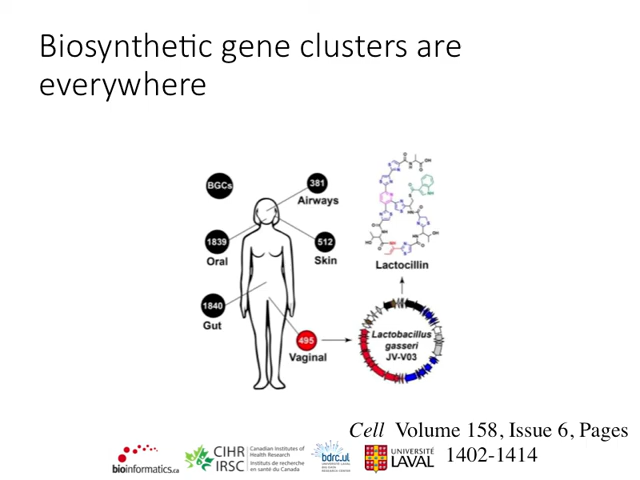 Biosynthetic gene clusters are
everywhere
BGCs
381
Airways
1839
Oral
512
Skin
1840
Gut
495
Vaginal
Lactocillin
Lactobacillus
gasseri
JV-V03
Cell Volume 158, Issue 6, Pages
1402-1414
bioinformatics.ca
CIHR
IRSC
Canadian Institutes of
Health Research
Instituts de recherche
en santé du Canada
bdrc.ul
UNIVERSITÉ
LAVAL